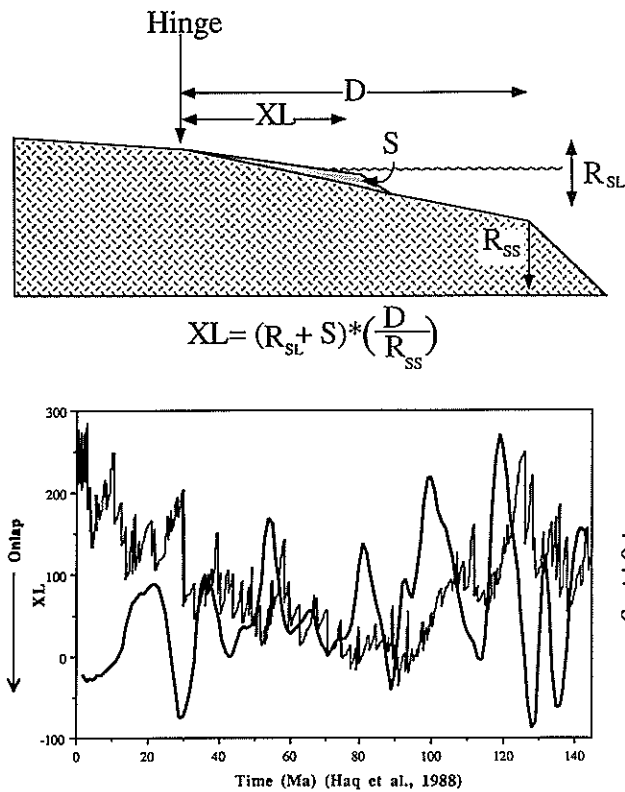 Hinge
D
XL
S
R_SL
R_SS
XL = (R_SL + S)*(D/R_SS)
300
200
100
0
-100
Onlap
XL
0 20 40 60 80 100 120 140
Time (Ma) (Haq et al., 1988)